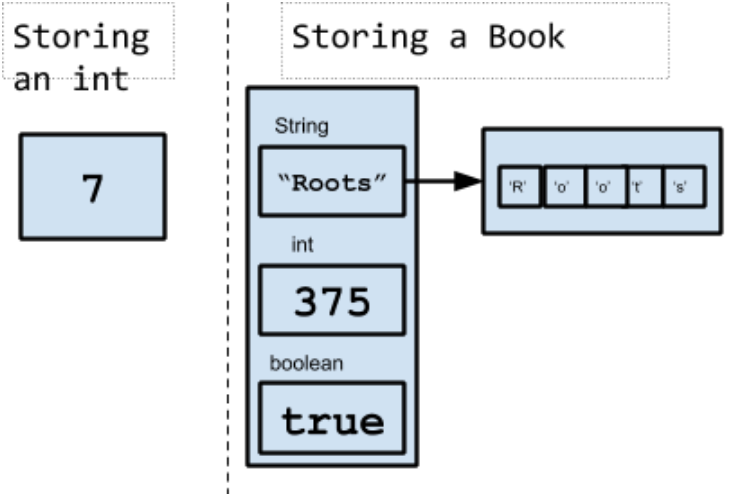 Storing
an int
7
Storing a Book
String
“Roots”
'R' 'o' 'o' 't' 's'
int
375
boolean
true